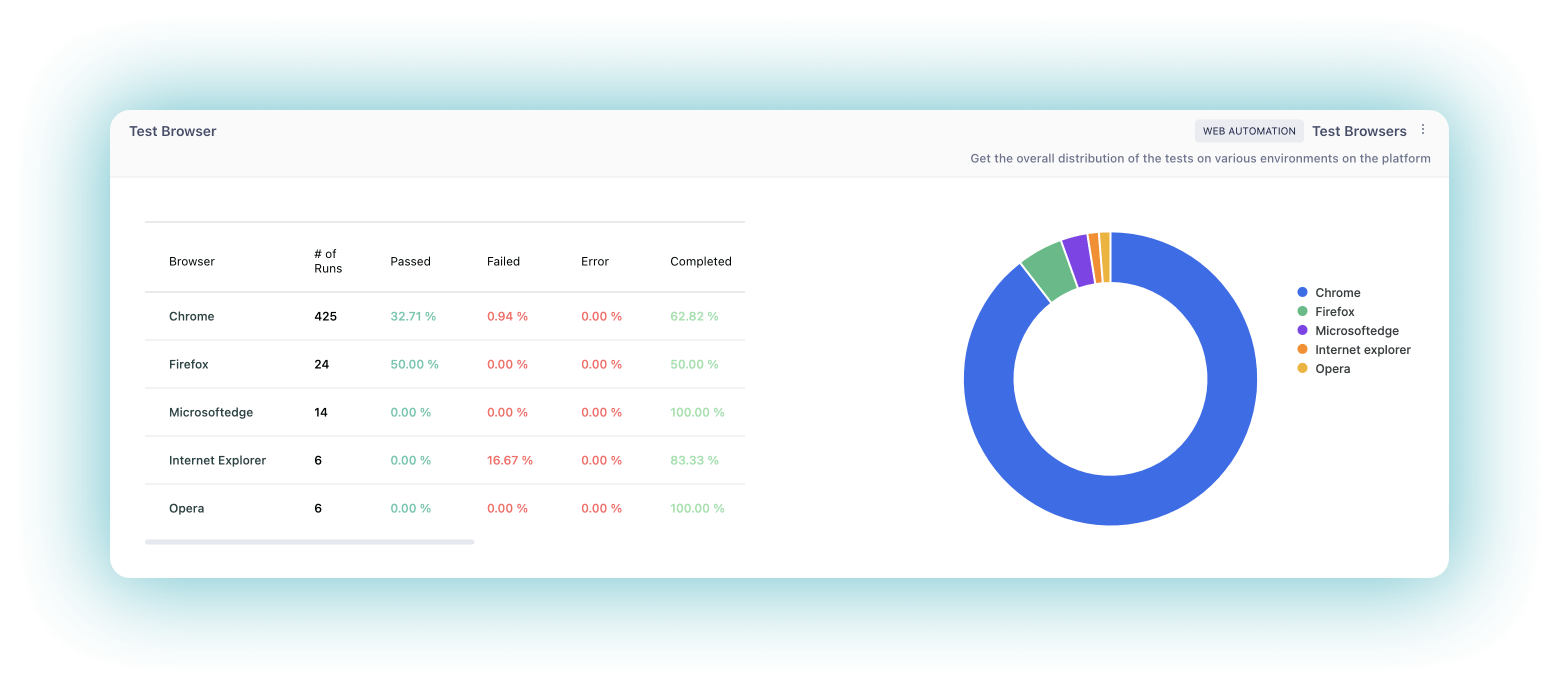 Test Browser
WEB AUTOMATION Test Browsers
Get the overall distribution of the tests on various environments on the platform
Browser # of Runs Passed Failed Error Completed
Chrome 425 32.71 % 0.94 % 0.00 % 62.82 %
Firefox 24 50.00 % 0.00 % 0.00 % 50.00 %
Microsoftedge 14 0.00 % 0.00 % 0.00 % 100.00 %
Internet Explorer 6 0.00 % 16.67 % 0.00 % 83.33 %
Opera 6 0.00 % 0.00 % 0.00 % 100.00 %
Chrome
Firefox
Microsoftedge
Internet explorer
Opera